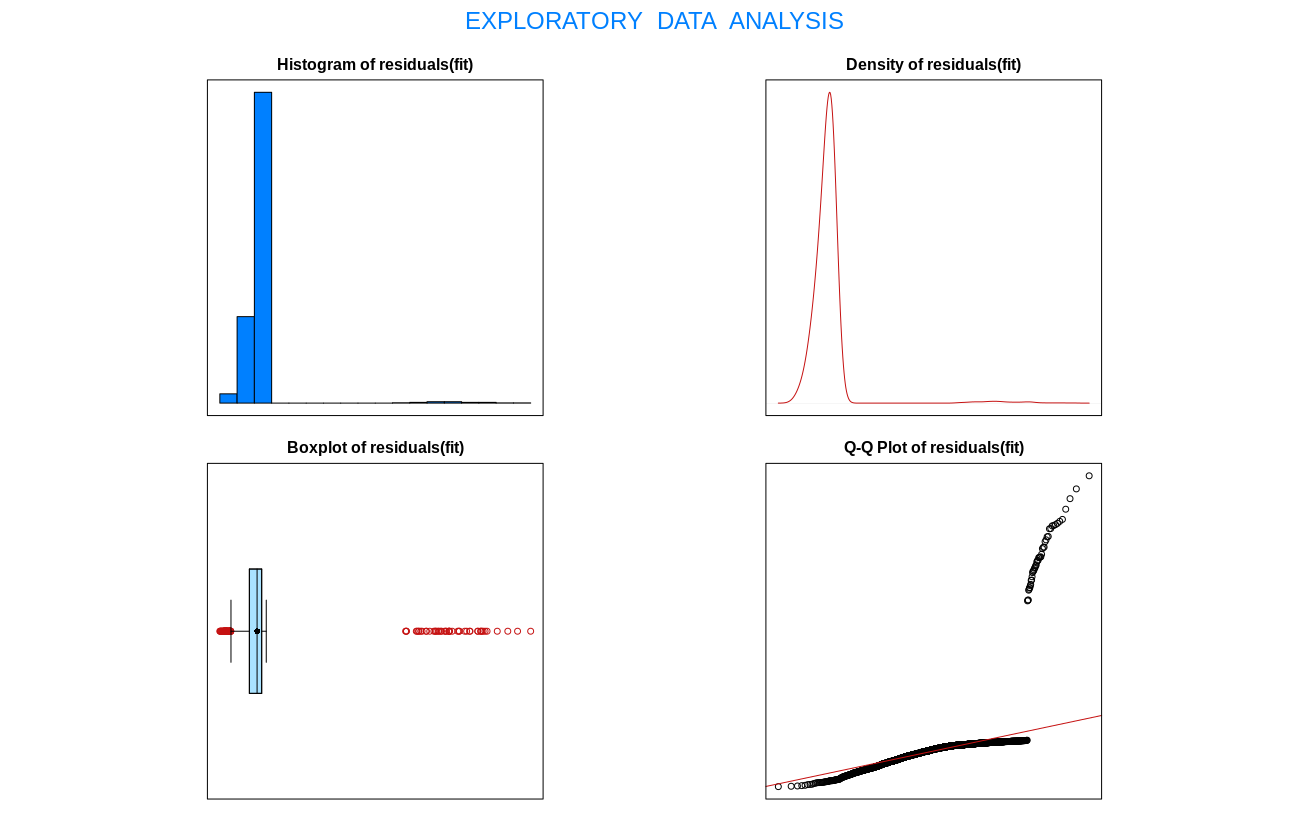 EXPLORATORY DATA ANALYSIS
Histogram of residuals(fit)
Density of residuals(fit)
Boxplot of residuals(fit)
Q-Q Plot of residuals(fit)